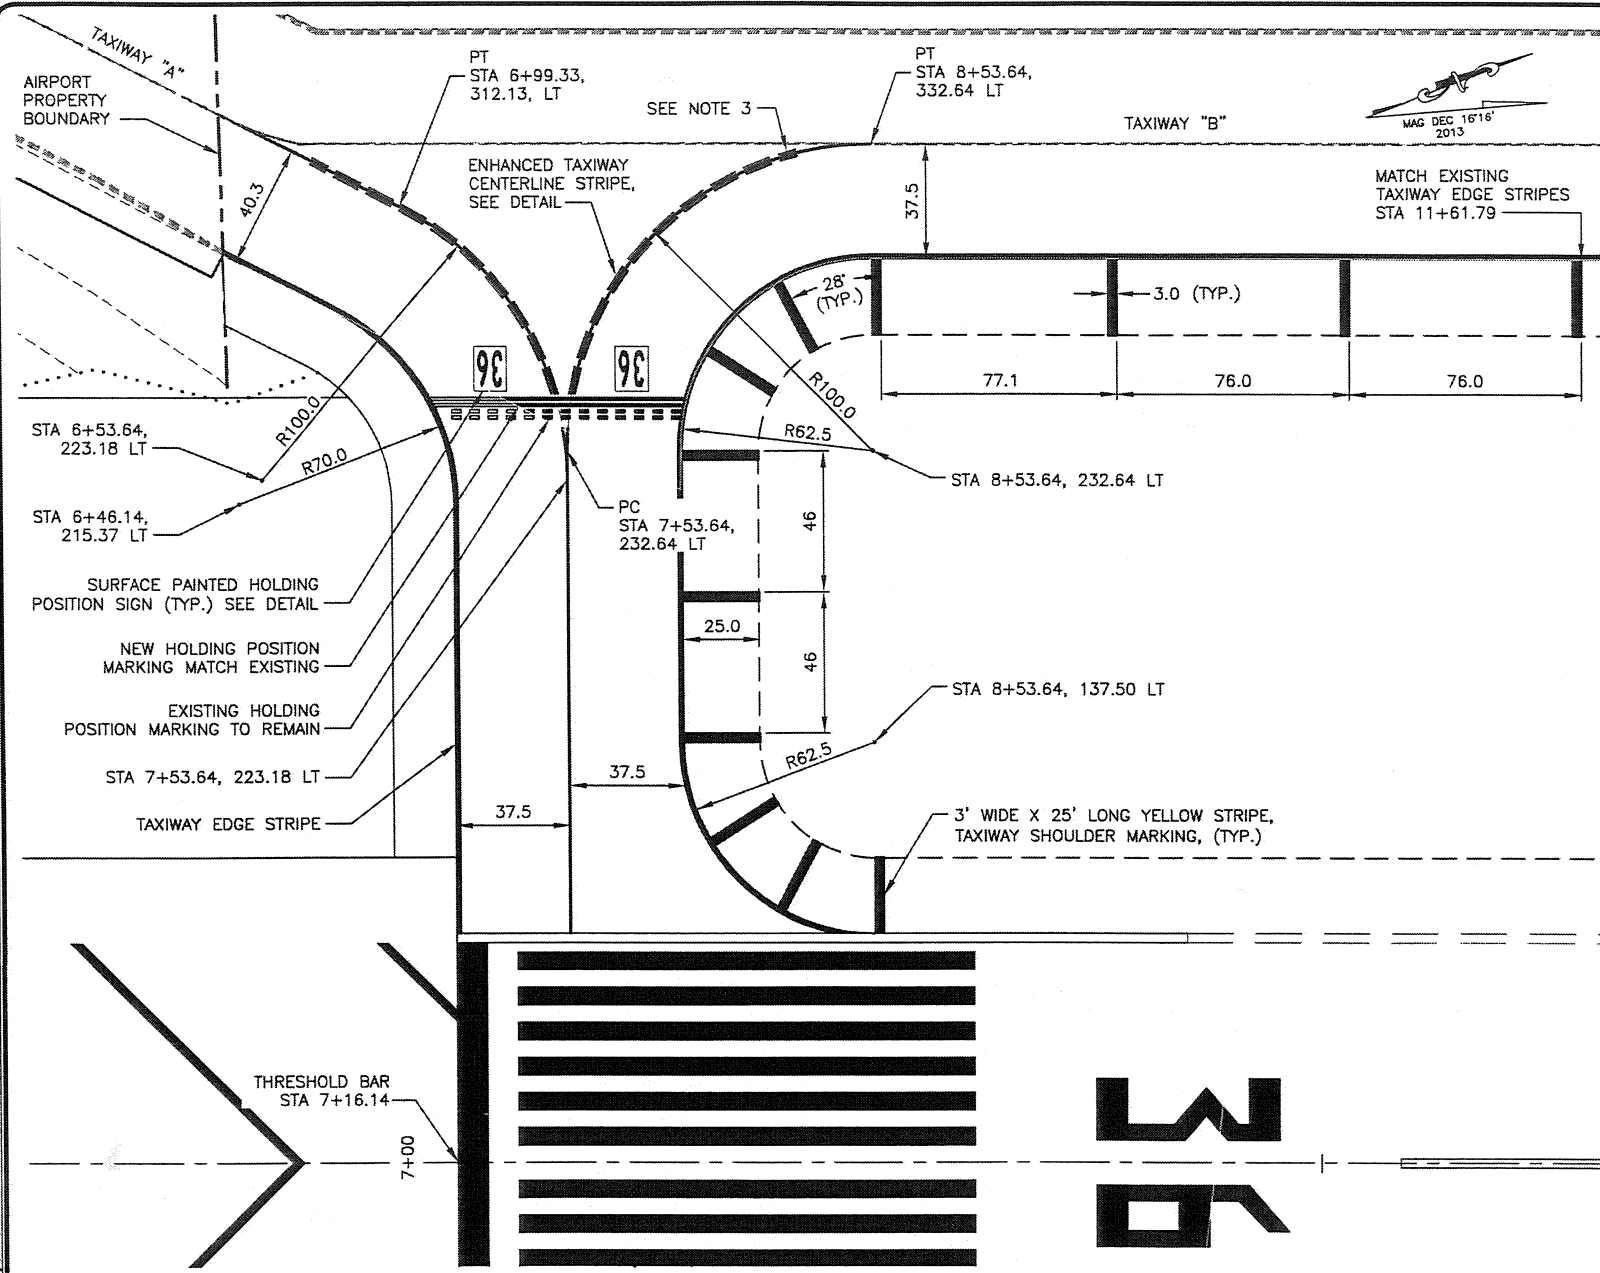 TAXIWAY "A"
AIRPORT
PROPERTY
BOUNDARY
PT
STA 6+99.33,
312.13, LT
SEE NOTE 3
PT
STA 8+53.64,
332.64 LT
TAXIWAY "B"
MAG DEC 16°16'
2013
ENHANCED TAXIWAY
CENTERLINE STRIPE,
SEE DETAIL
MATCH EXISTING
TAXIWAY EDGE STRIPES
STA 11+61.79
40.3
37.5
28°
(TYP.)
3.0 (TYP.)
36
36
77.1
76.0
76.0
R100.0
R100.0
R62.5
R70.0
STA 6+53.64,
223.18 LT
STA 6+46.14,
215.37 LT
STA 8+53.64, 232.64 LT
PC
STA 7+53.64,
232.64 LT
46
SURFACE PAINTED HOLDING
POSITION SIGN (TYP.) SEE DETAIL
25.0
NEW HOLDING POSITION
MARKING MATCH EXISTING
46
STA 8+53.64, 137.50 LT
EXISTING HOLDING
POSITION MARKING TO REMAIN
R62.5
STA 7+53.64, 223.18 LT
37.5
37.5
TAXIWAY EDGE STRIPE
3' WIDE X 25' LONG YELLOW STRIPE,
TAXIWAY SHOULDER MARKING, (TYP.)
THRESHOLD BAR
STA 7+16.14
7+00
36